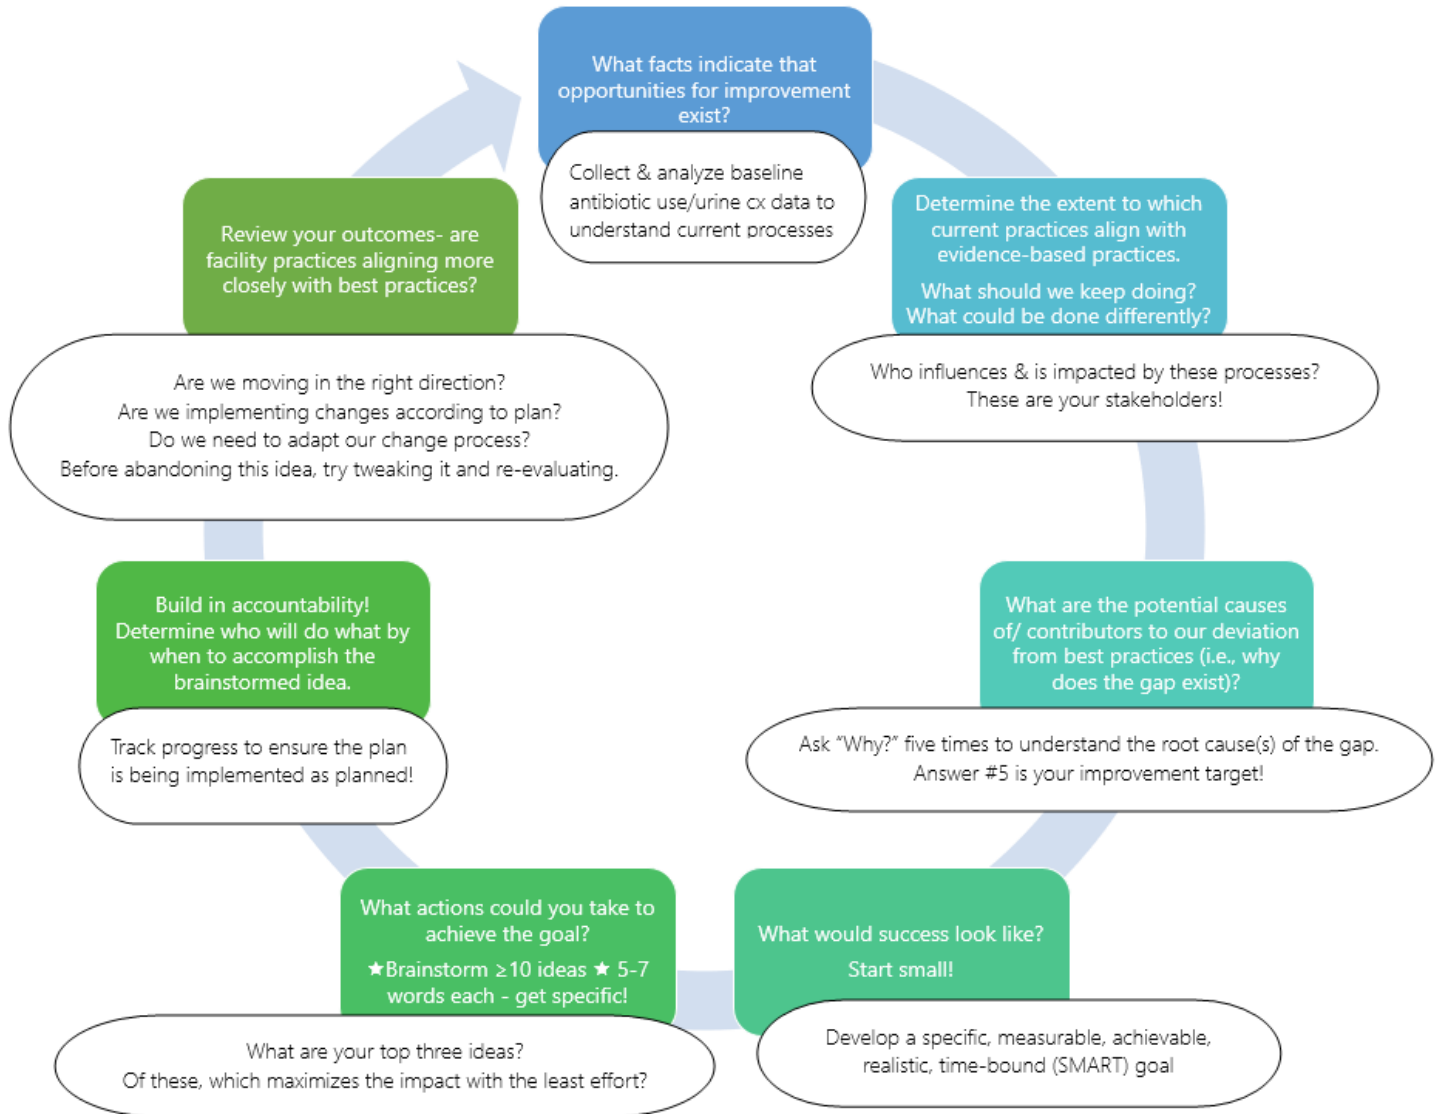 What facts indicate that
opportunities for improvement
exist?
Collect & analyze baseline
antibiotic use/urine cx data to
understand current processes
Determine the extent to which
current practices align with
evidence-based practices.
What should we keep doing?
What could be done differently?
Who influences & is impacted by these processes?
These are your stakeholders!
What are the potential causes
of/ contributors to our deviation
from best practices (i.e., why
does the gap exist)?
Ask “Why?” five times to understand the root cause(s) of the gap.
Answer #5 is your improvement target!
What would success look like?
Start small!
Develop a specific, measurable, achievable,
realistic, time-bound (SMART) goal
What actions could you take to
achieve the goal?
★Brainstorm ≥10 ideas ★ 5-7
words each - get specific!
What are your top three ideas?
Of these, which maximizes the impact with the least effort?
Build in accountability!
Determine who will do what by
when to accomplish the
brainstormed idea.
Track progress to ensure the plan
is being implemented as planned!
Review your outcomes- are
facility practices aligning more
closely with best practices?
Are we moving in the right direction?
Are we implementing changes according to plan?
Do we need to adapt our change process?
Before abandoning this idea, try tweaking it and re-evaluating.